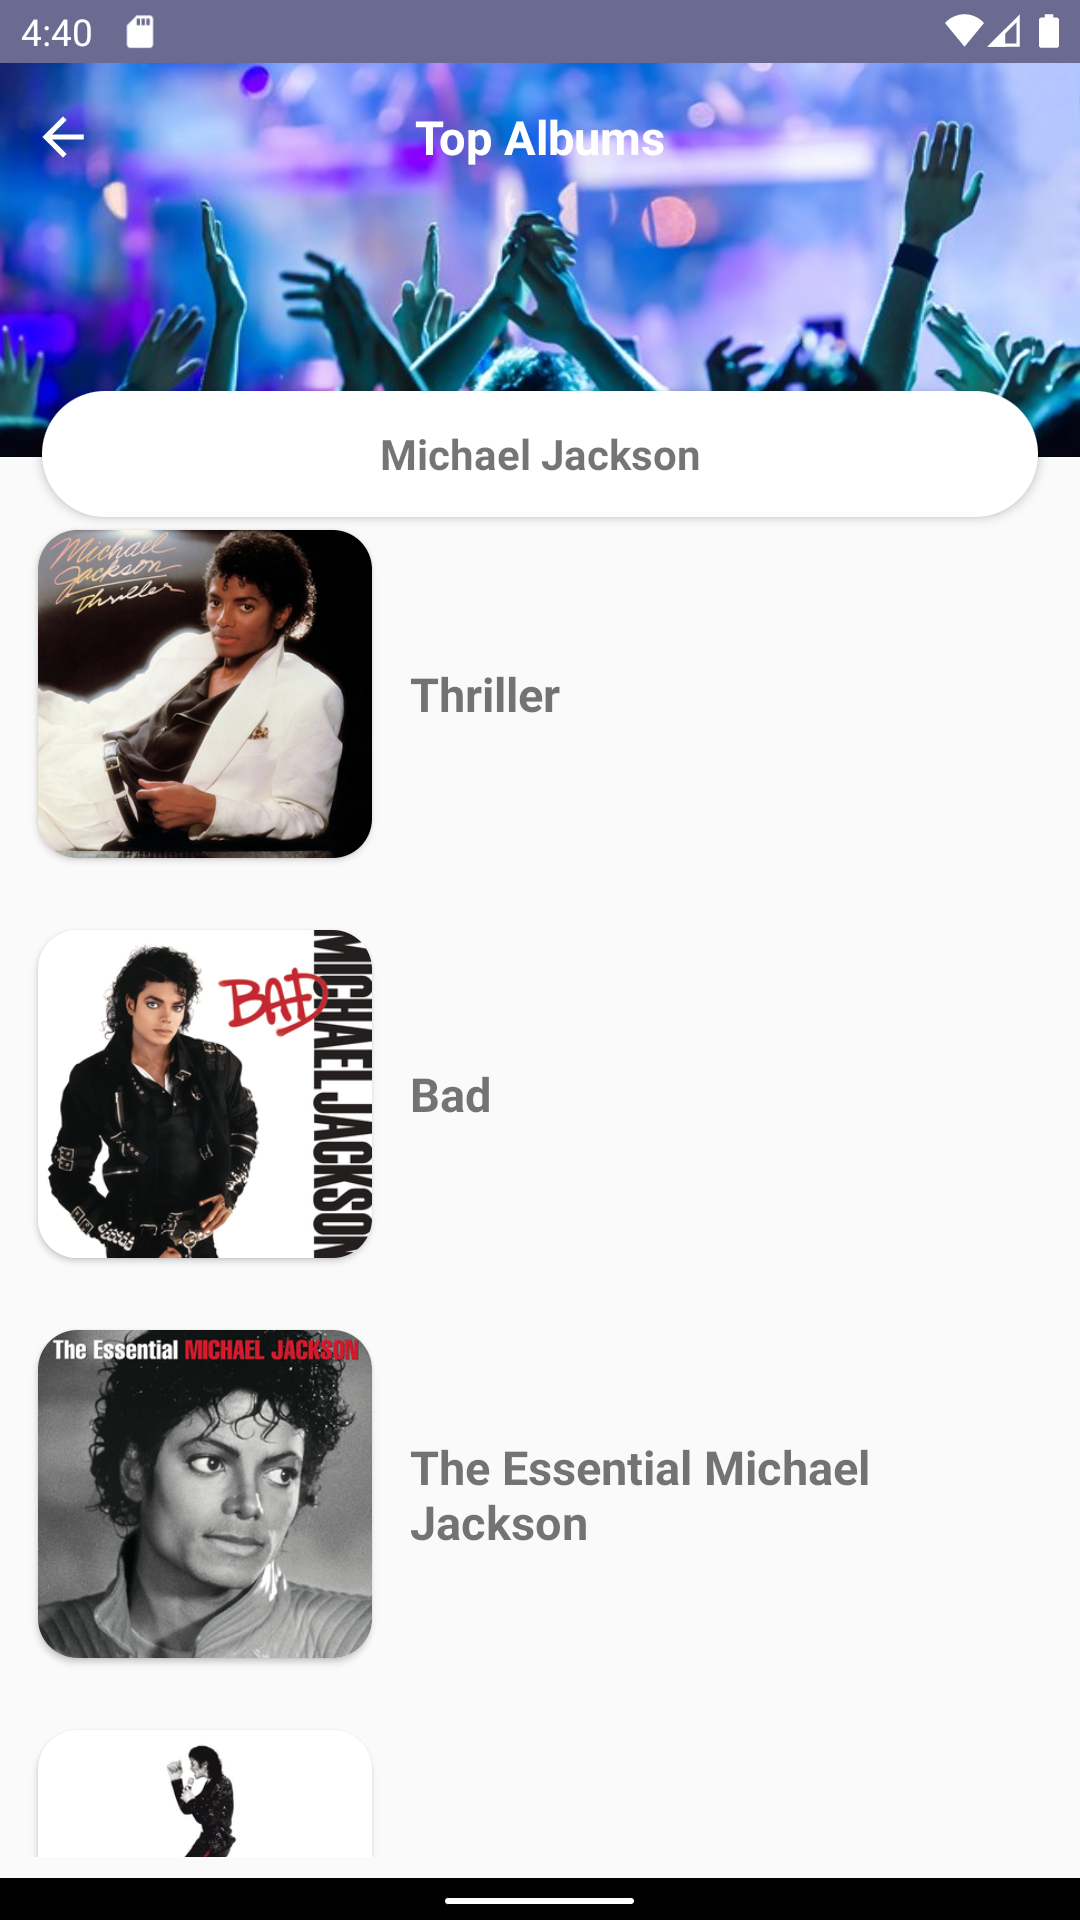 4:40
Top Albums
Michael Jackson
Michael
Jackson
Thriller
Thriller
BAD
MICHAEL JACKSON
Bad
The Essential MICHAEL JACKSON
The Essential Michael
Jackson